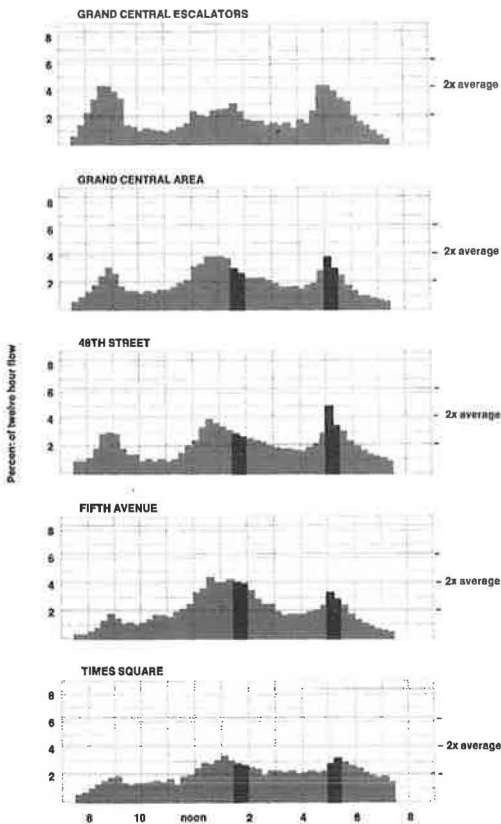 GRAND CENTRAL ESCALATORS
8
6
4
2
2x average
GRAND CENTRAL AREA
8
6
4
2
2x average
48TH STREET
8
6
4
2
2x average
Percent of twelve hour flow
FIFTH AVENUE
8
6
4
2
2x average
TIMES SQUARE
8
6
4
2
2x average
8 10 noon 2 4 6 8